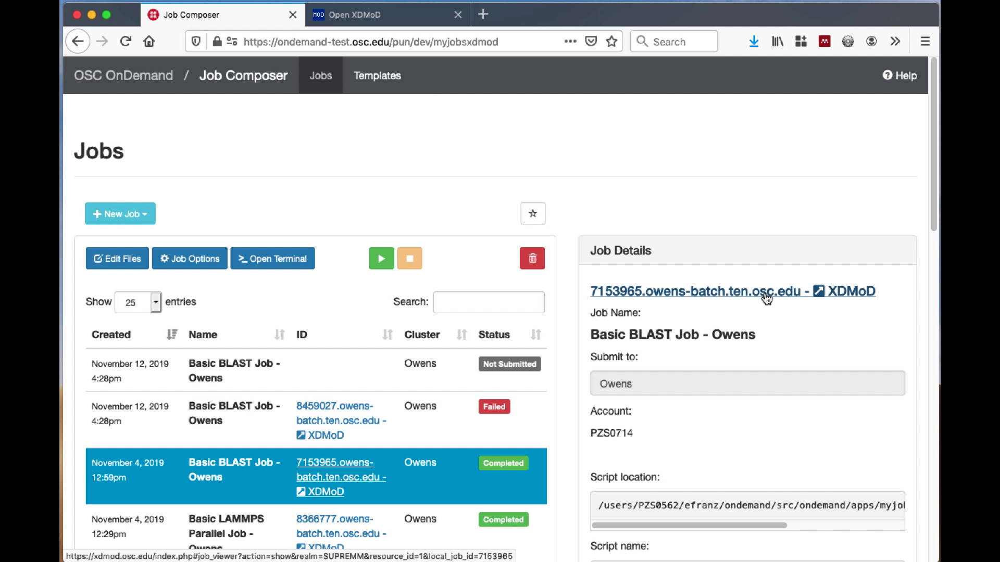 Job Composer
MOD Open XDMoD
https://ondemand-test.osc.edu/pun/dev/myjobsxdmod
Search
OSC OnDemand / Job Composer Jobs Templates Help
Jobs
New Job
Edit Files Job Options >_ Open Terminal
Show 25 entries Search:
Created Name ID Cluster Status
November 12, 2019 4:28pm Basic BLAST Job - Owens Owens Not Submitted
November 12, 2019 4:28pm Basic BLAST Job - Owens 8459027.owens-batch.ten.osc.edu - XDMoD Owens Failed
November 4, 2019 12:59pm Basic BLAST Job - Owens 7153965.owens-batch.ten.osc.edu - XDMoD Owens Completed
November 4, 2019 12:29pm Basic LAMMPS Parallel Job - Owens 8366777.owens-batch.ten.osc.edu - XDMoD Owens Completed
Job Details
7153965.owens-batch.ten.osc.edu - XDMoD
Job Name:
Basic BLAST Job - Owens
Submit to:
Owens
Account:
PZS0714
Script location:
/users/PZS0562/efranz/ondemand/src/ondemand/apps/myjo
Script name:
https://xdmod.osc.edu/index.php#job_viewer?action=show&realm=SUPREMM&resource_id=1&local_job_id=7153965